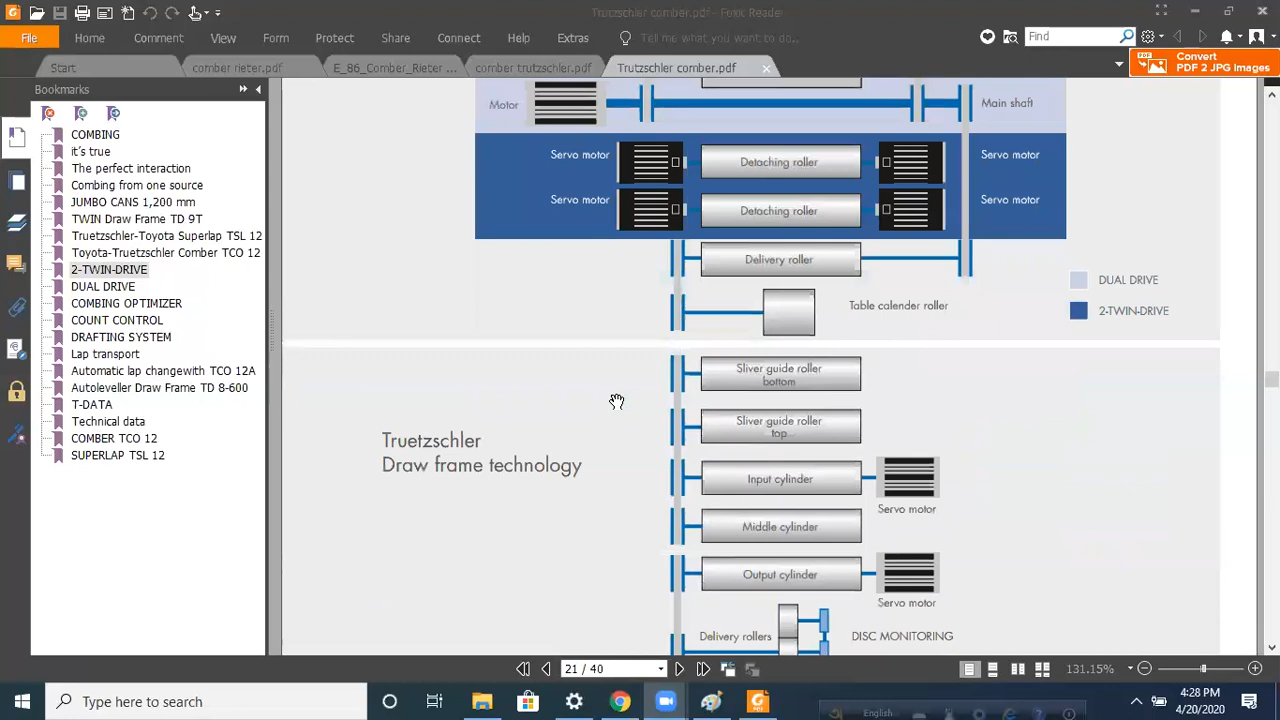 Truetzschler comber.pdf - Foxit Reader
File Home Comment View Form Protect Share Connect Help Extras Tell me what you want to do... Find
Convert
PDF 2 JPG Images
Start comber rieter.pdf E_86_Comber_Rieter... Truetzschler comber.pdf
Bookmarks
COMBING
it's true
The perfect interaction
Combing from one source
JUMBO CANS 1,200 mm
TWIN Draw Frame TD 9T
Truetzschler-Toyota Superlap TSL 12
Toyota-Truetzschler Comber TCO 12
2-TWIN-DRIVE
DUAL DRIVE
COMBING OPTIMIZER
COUNT CONTROL
DRAFTING SYSTEM
Lap transport
Automatic lap changewith TCO 12A
Autoleveller Draw Frame TD 8-600
T-DATA
Technical data
COMBER TCO 12
SUPERLAP TSL 12
Motor Main shaft
Servo motor Detaching roller Servo motor
Servo motor Detaching roller Servo motor
Delivery roller
Table calender roller
DUAL DRIVE
2-TWIN-DRIVE
Sliver guide roller
bottom
Sliver guide roller
top
Truetzschler
Draw frame technology
Input cylinder
Servo motor
Middle cylinder
Output cylinder
Servo motor
Delivery rollers DISC MONITORING
21 / 40
131.15%
Type here to search
English
4:28 PM
4/20/2020